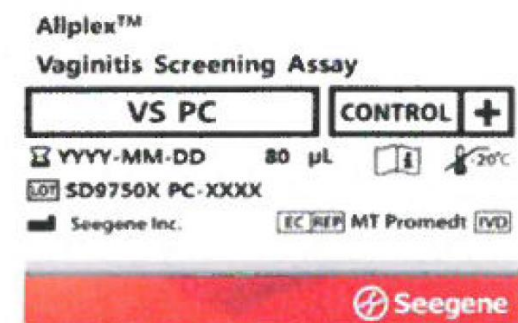 Allplex™
Vaginitis Screening Assay
VS PC CONTROL +
YYYY-MM-DD 80 μL -20°C
LOT SD9750X PC-XXXX
Seegene Inc. EC REP MT Promedt IVD
Seegene